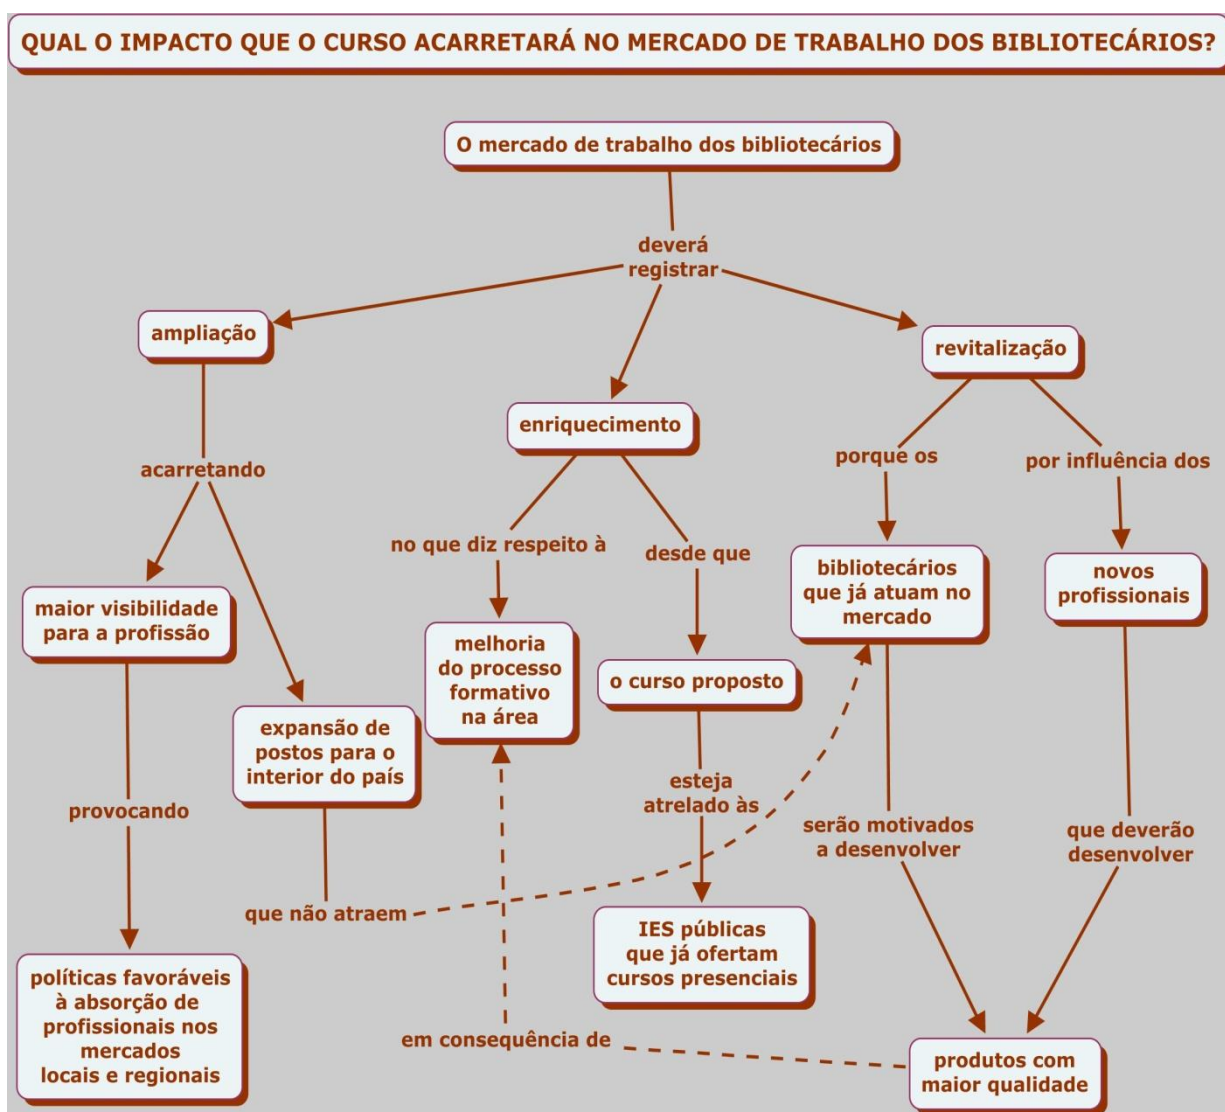 QUAL O IMPACTO QUE O CURSO ACARRETARÁ NO MERCADO DE TRABALHO DOS BIBLIOTECÁRIOS?
O mercado de trabalho dos bibliotecários
deverá
registrar
ampliação
revitalização
enriquecimento
acarretando
porque os
por influência dos
no que diz respeito à
desde que
maior visibilidade
para a profissão
bibliotecários
que já atuam no
mercado
novos
profissionais
melhoria
do processo
formativo
na área
o curso proposto
expansão de
postos para o
interior do país
provocando
esteja
atrelado às
serão motivados
a desenvolver
que deverão
desenvolver
que não atraem
IES públicas
que já ofertam
cursos presenciais
políticas favoráveis
à absorção de
profissionais nos
mercados
locais e regionais
em consequência de
produtos com
maior qualidade